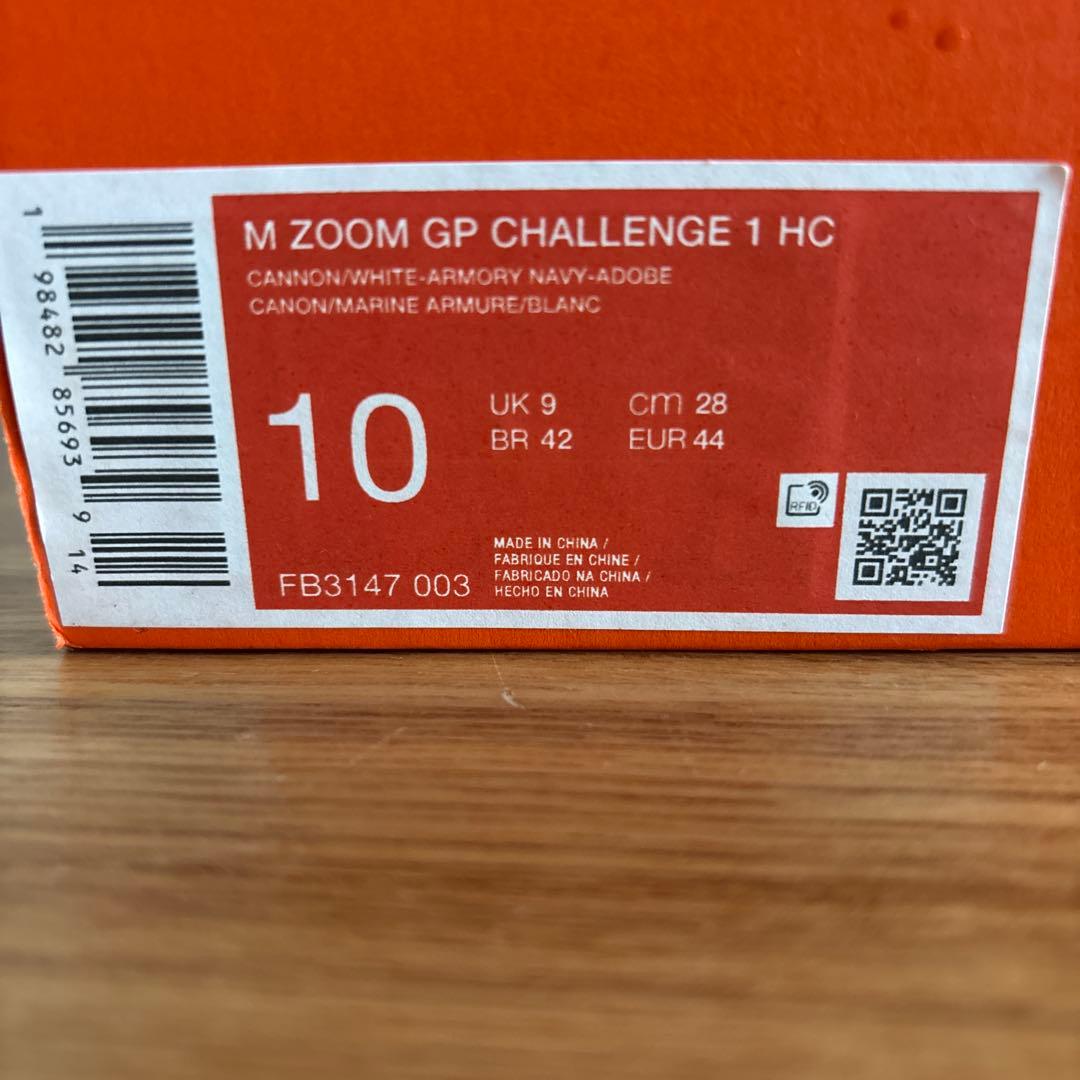 M ZOOM GP CHALLENGE 1 HC
CANNON/WHITE-ARMORY NAVY-ADOBE
CANON/MARINE ARMURE/BLANC
10
UK 9
cm 28
BR 42
EUR 44
RFID
FB3147 003
MADE IN CHINA /
FABRIQUE EN CHINE /
FABRICADO NA CHINA /
HECHO EN CHINA
1 98482 85693 9 14